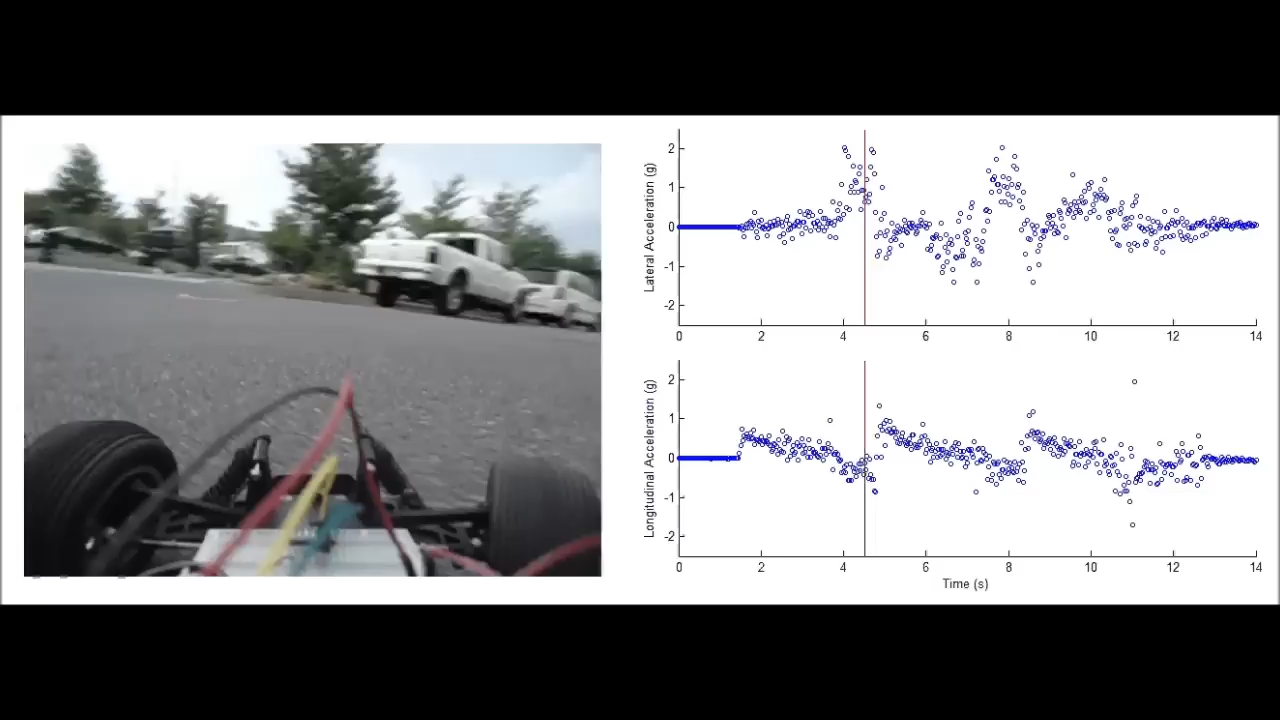 2
1
0
-1
-2
Lateral Acceleration (g)
0 2 4 6 8 10 12 14
2
1
0
-1
-2
Longitudinal Acceleration (g)
0 2 4 6 8 10 12 14
Time (s)